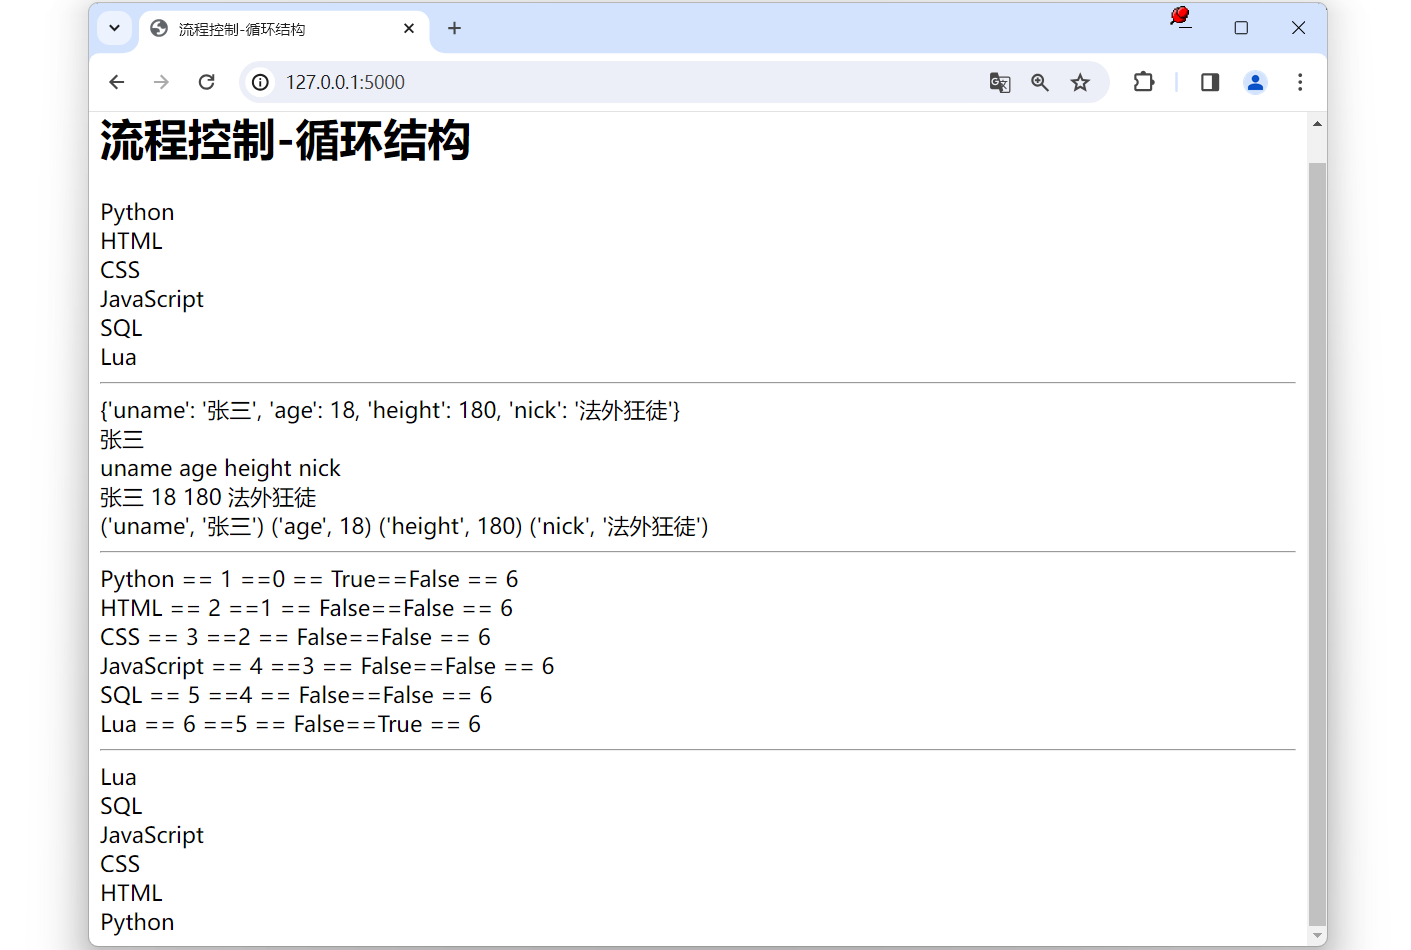 流程控制-循环结构
127.0.0.1:5000
流程控制-循环结构
Python
HTML
CSS
JavaScript
SQL
Lua
{'uname': '张三', 'age': 18, 'height': 180, 'nick': '法外狂徒'}
张三
uname age height nick
张三 18 180 法外狂徒
('uname', '张三') ('age', 18) ('height', 180) ('nick', '法外狂徒')
Python == 1 ==0 == True==False == 6
HTML == 2 ==1 == False==False == 6
CSS == 3 ==2 == False==False == 6
JavaScript == 4 ==3 == False==False == 6
SQL == 5 ==4 == False==False == 6
Lua == 6 ==5 == False==True == 6
Lua
SQL
JavaScript
CSS
HTML
Python